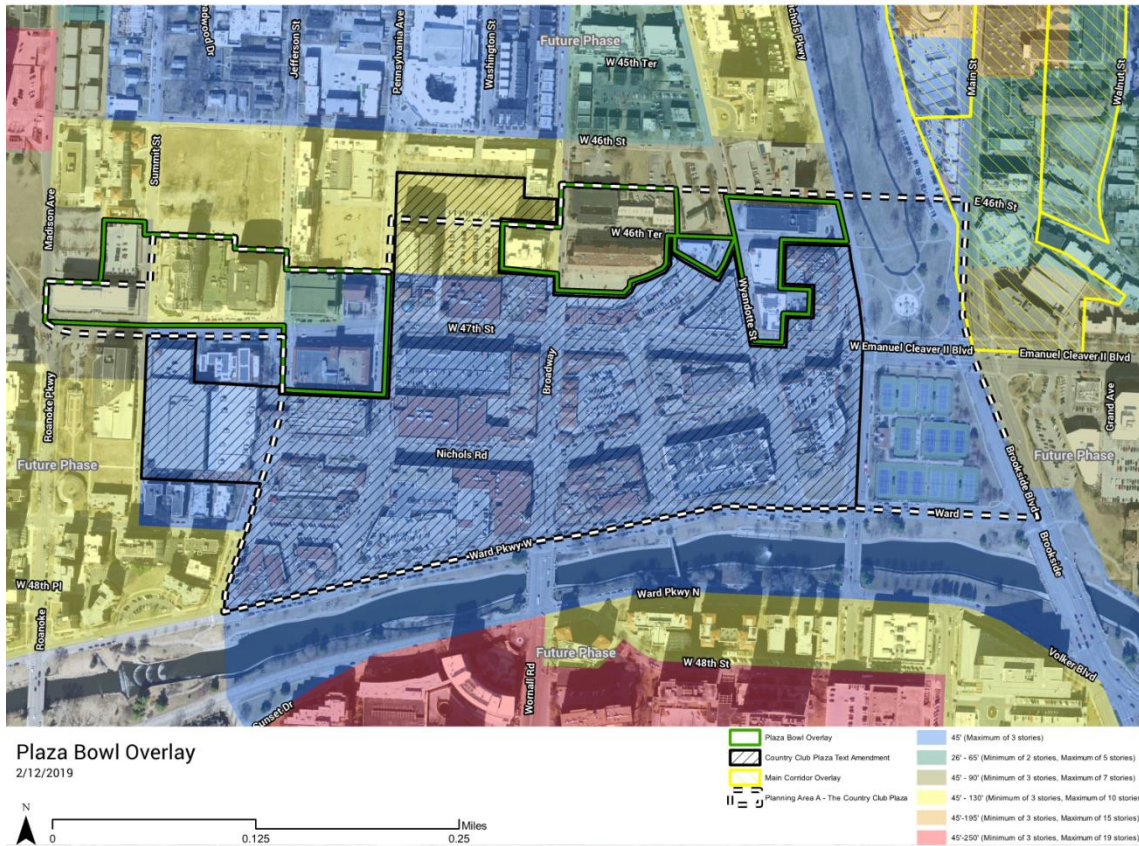 eadwood Dr
Jefferson St
Pennsylvania Ave
Washington St
Future Phase
W 45th Ter
Nichols Pkwy
Main St
Walnut St
W 46th St
Summit St
Madison Ave
E 46th St
W 46th Ter
W 47th St
Wyandotte St
W Emanuel Cleaver II Blvd
Emanuel Cleaver II Blvd
Broadway
Roanoke Pkwy
Grand Ave
Future Phase
Nichols Rd
Future Phase
Brookside Blvd
Ward
Ward Pkwy W
Brookside
W 48th Pl
Ward Pkwy N
Roanoke
Future Phase
W 48th St
Volker Blvd
Wornall Rd
Sunset Dr
Plaza Bowl Overlay
2/12/2019
N
Miles
0
0.125
0.25
Plaza Bowl Overlay
Country Club Plaza Text Amendment
Main Corridor Overlay
Planning Area A - The Country Club Plaza
45' (Maximum of 3 stories)
26' - 65' (Minimum of 2 stories, Maximum of 5 stories)
45' - 90' (Minimum of 3 stories, Maximum of 7 stories)
45' - 130' (Minimum of 3 stories, Maximum of 10 stories)
45'-195' (Minimum of 3 stories, Maximum of 15 stories)
45'-250' (Minimum of 3 stories, Maximum of 19 stories)